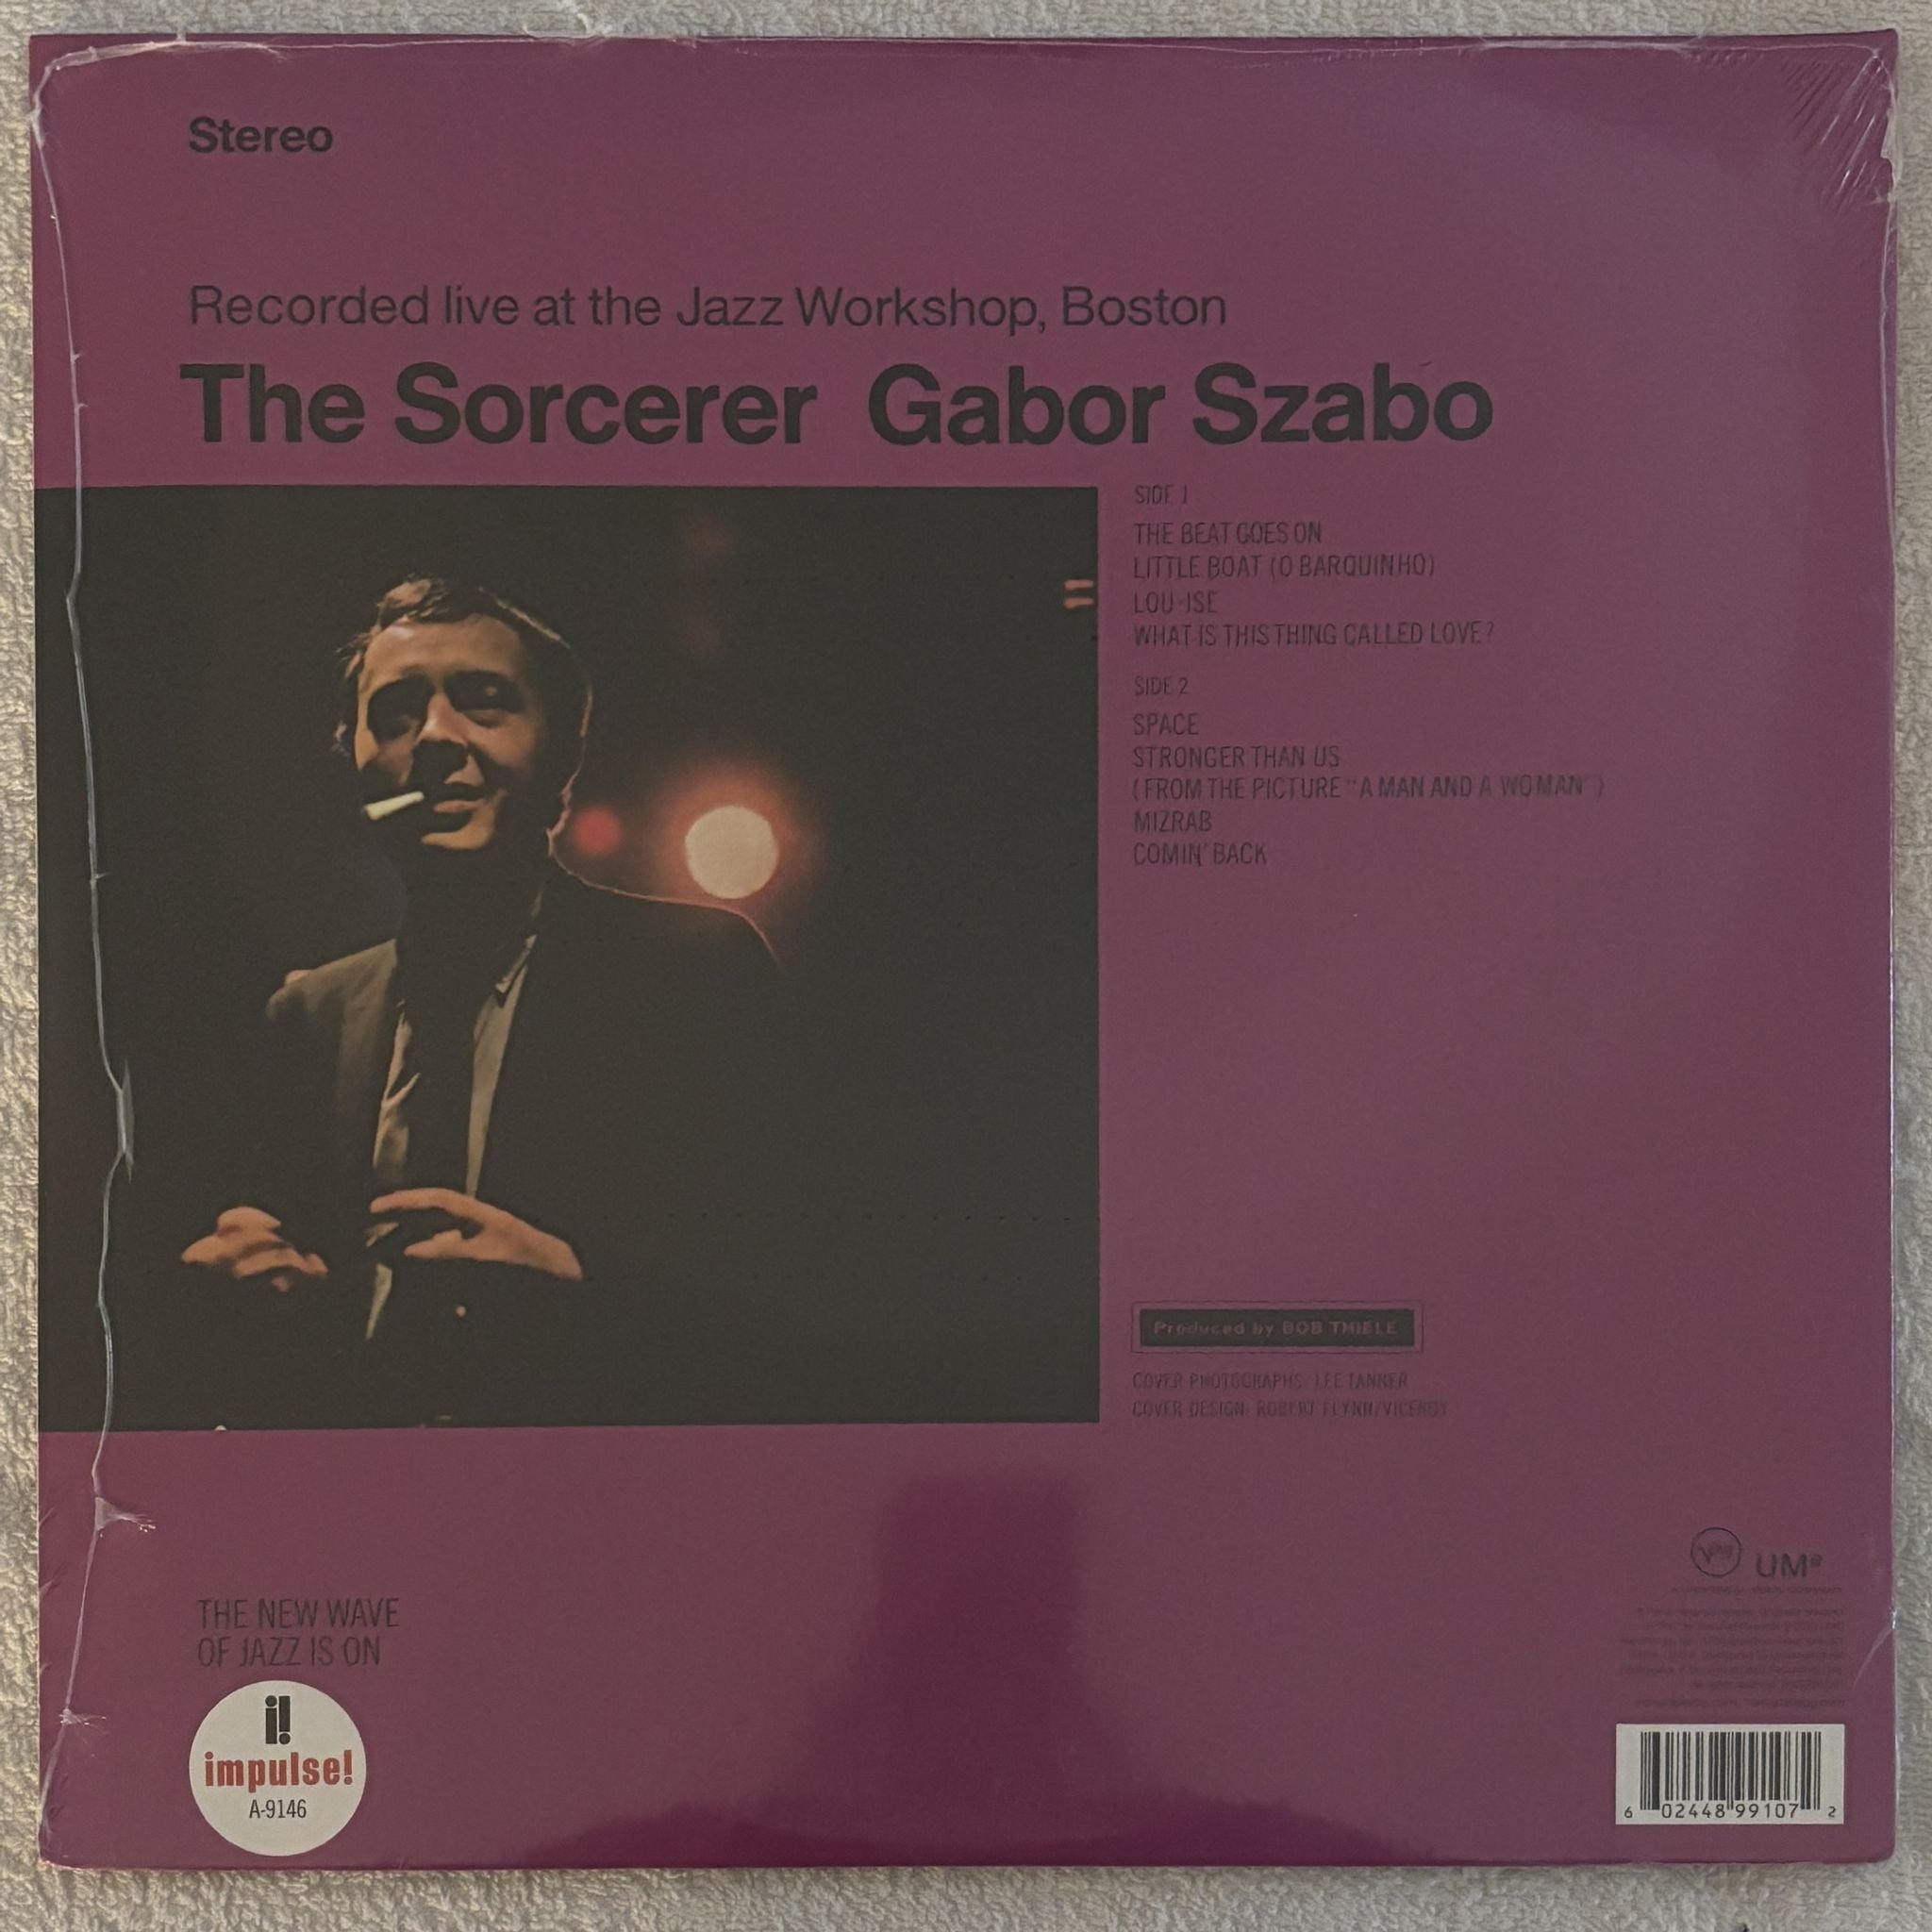 Stereo
Recorded live at the Jazz Workshop, Boston
The Sorcerer Gabor Szabo
SIDE 1
THE BEAT GOES ON
LITTLE BOAT (O BARQUINHO)
LOU-ISE
WHAT IS THIS THING CALLED LOVE?
SIDE 2
SPACE
STRONGER THAN US
(FROM THE PICTURE "A MAN AND A WOMAN")
MIZRAB
COMIN' BACK
Produced by BOB THIELE
COVER PHOTOGRAPHS: LEE TANNER
COVER DESIGN: ROBERT FLYNN/VICEROY
THE NEW WAVE
OF JAZZ IS ON
impulse!
A-9146
Verve
UMe
6 02448 99107 2